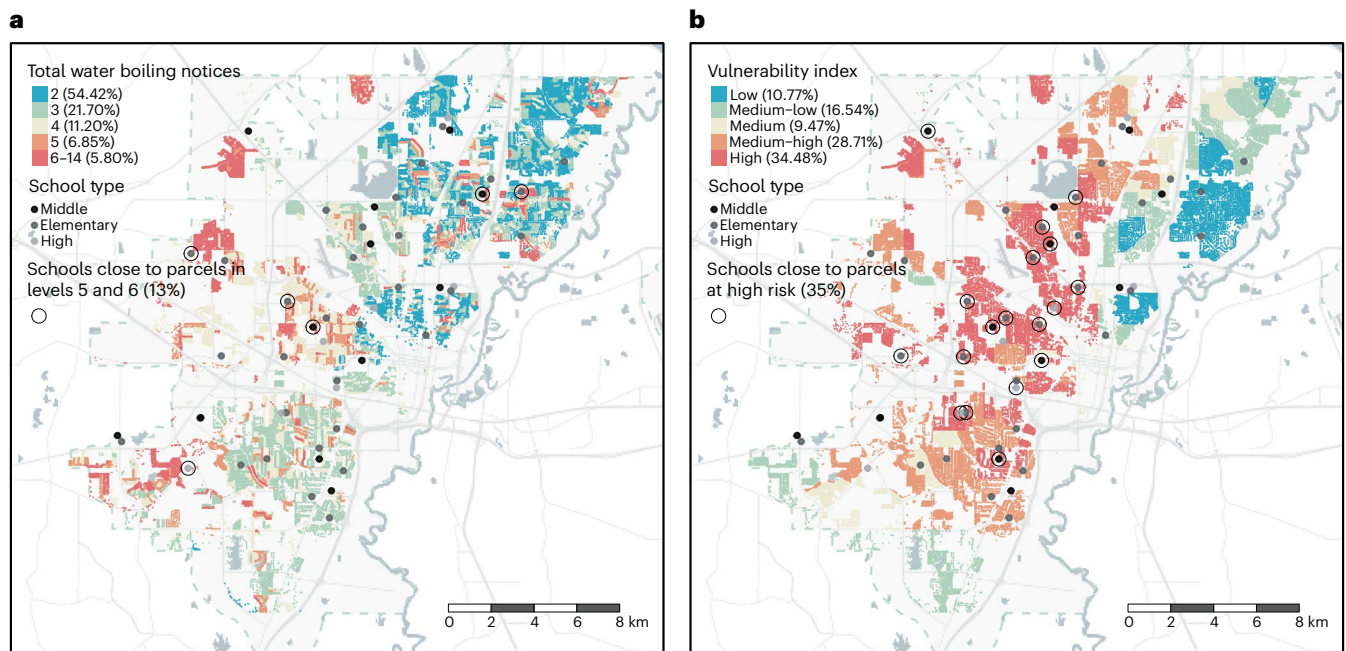 a
Total water boiling notices
2 (54.42%)
3 (21.70%)
4 (11.20%)
5 (6.85%)
6–14 (5.80%)
School type
Middle
Elementary
High
Schools close to parcels in
levels 5 and 6 (13%)
0 2 4 6 8 km
b
Vulnerability index
Low (10.77%)
Medium–low (16.54%)
Medium (9.47%)
Medium–high (28.71%)
High (34.48%)
School type
Middle
Elementary
High
Schools close to parcels
at high risk (35%)
0 2 4 6 8 km